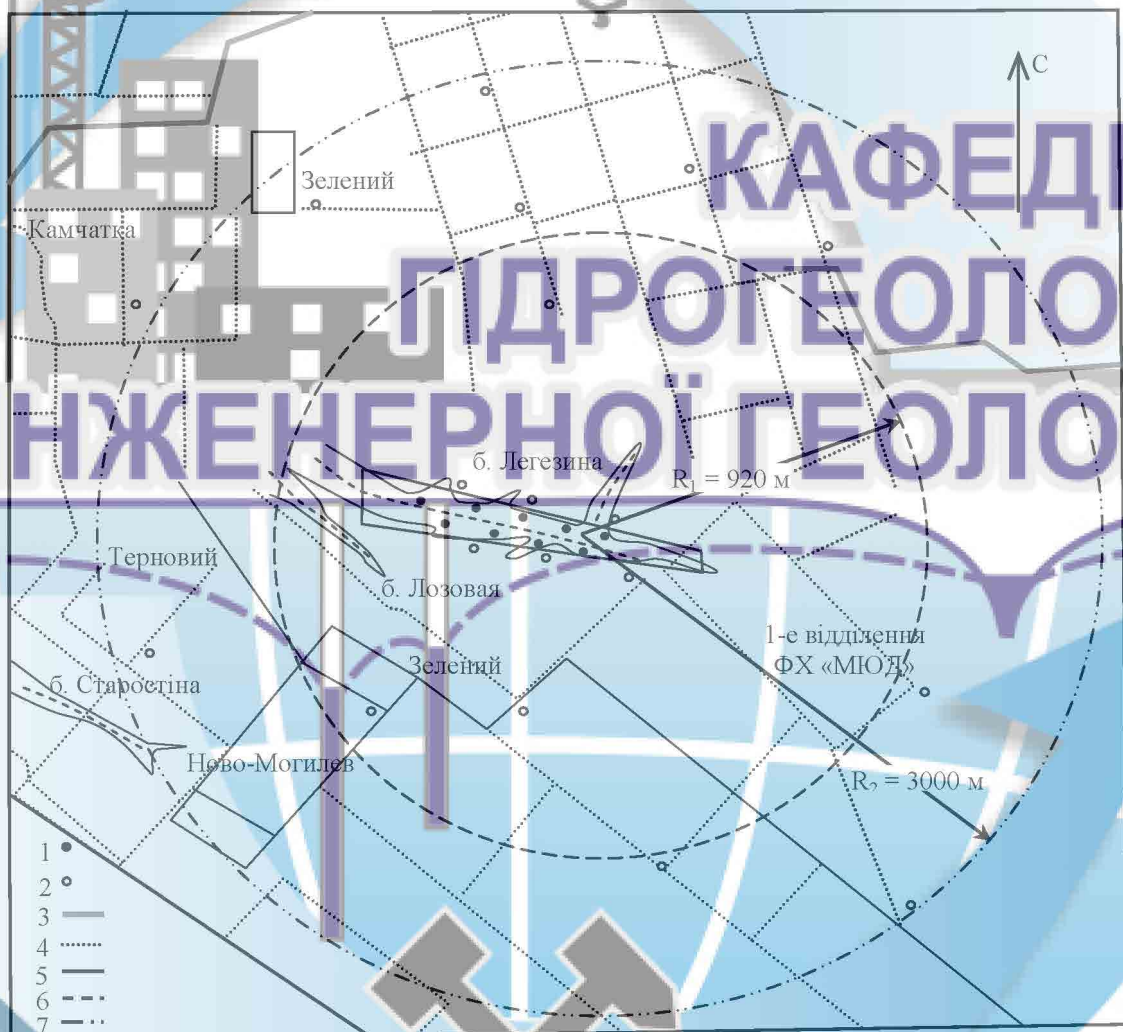 С
КАФЕД
Зелений
Камчатка
ГІДРОГЕОЛО
НЖЕНЕРНОЇ ГЕОЛО
б. Легезина
R₁ = 920 м
Терновий
б. Лозовая
1-е відділення
ФХ «МЮД»
Зелений
б. Старостіна
Ново-Могилев
R₂ = 3000 м
1
2
3
4
5
6
7